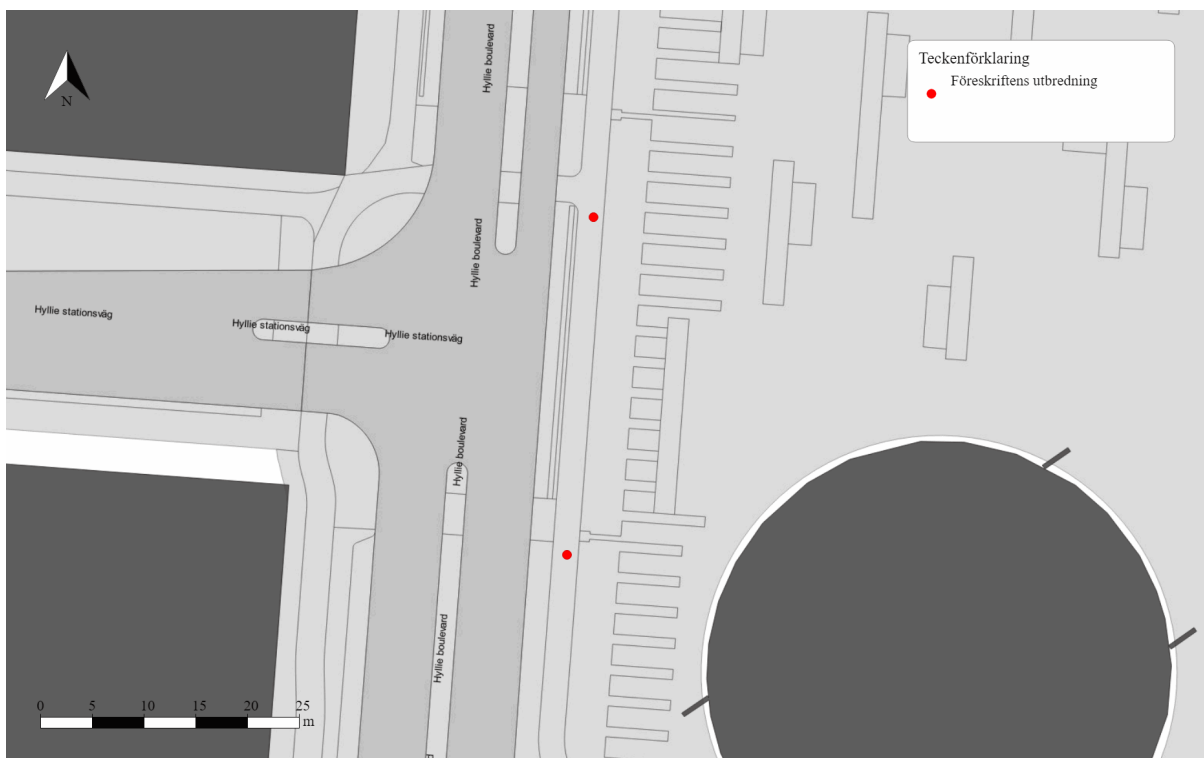 Hyllie boulevard
Teckenförklaring
Föreskriftens utbredning
N
Hyllie boulevard
Hyllie stationsväg
Hyllie stationsväg
Hyllie stationsväg
Hyllie boulevard
Hyllie boulevard
0 5 10 15 20 25
m